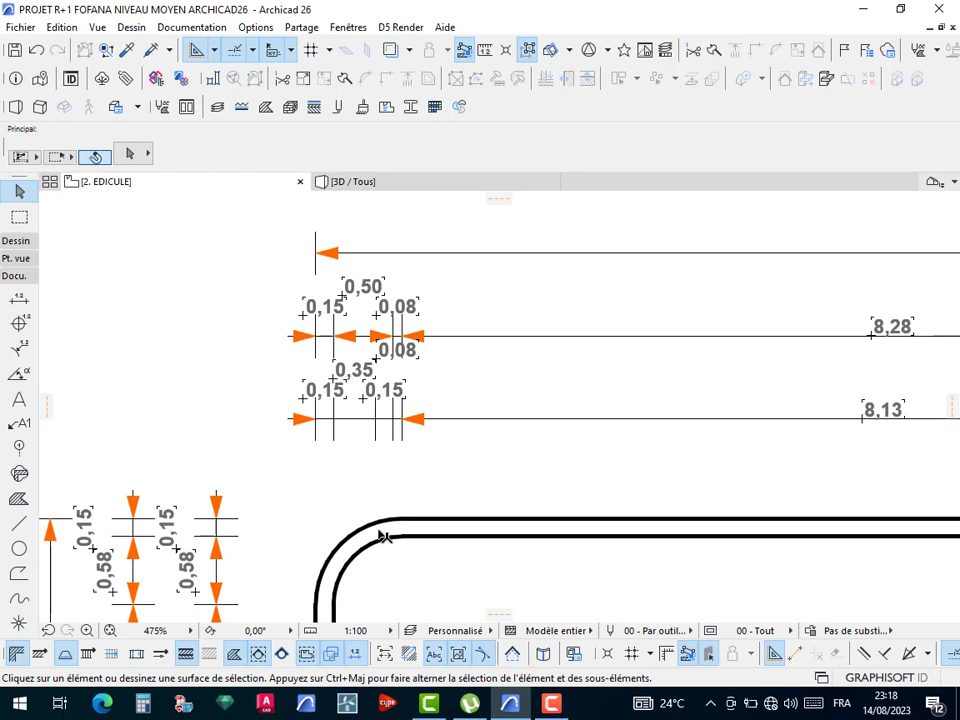 PROJET R+1 FOFANA NIVEAU MOYEN ARCHICAD26 - Archicad 26
Fichier Edition Vue Dessin Documentation Options Partage Fenêtres D5 Render Aide
Principal:
[2. EDICULE] [3D / Tous]
Dessin
Pt. vue
Docu.
0,50
0,15 0,08
8,28
0,08
0,35
0,15 0,15
8,13
0,15 0,15
0,58 0,58
475% 0,00° 1:100 Personnalisé Modèle entier 00 - Par outil... 00 - Tout Pas de substi...
Cliquez sur un élément ou dessinez une surface de sélection. Appuyez sur Ctrl+Maj pour faire alterner la sélection de l'élément et des sous-éléments.
GRAPHISOFT ID
24°C FRA 23:18
14/08/2023
12